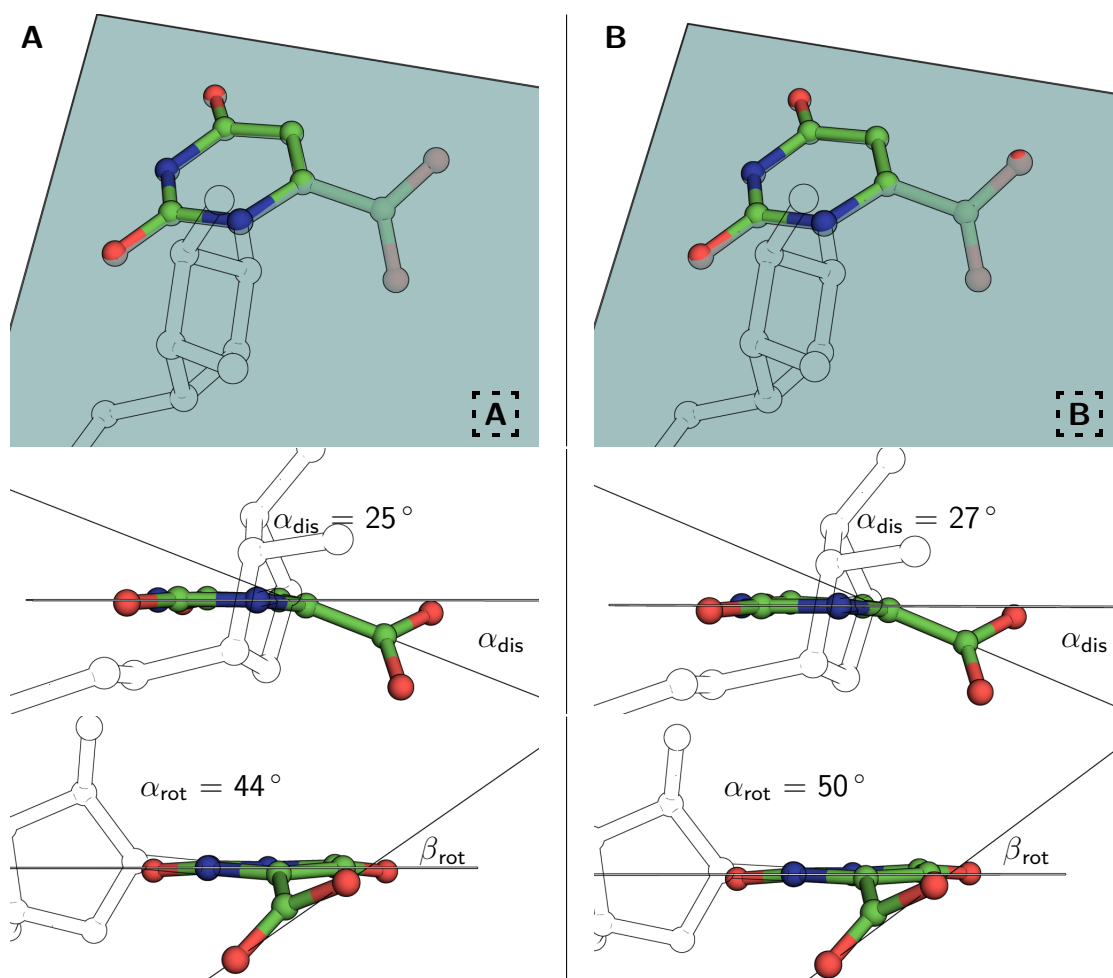 A
B
A
B
α_dis = 25°
α_dis = 27°
α_dis
α_dis
α_rot = 44°
α_rot = 50°
β_rot
β_rot